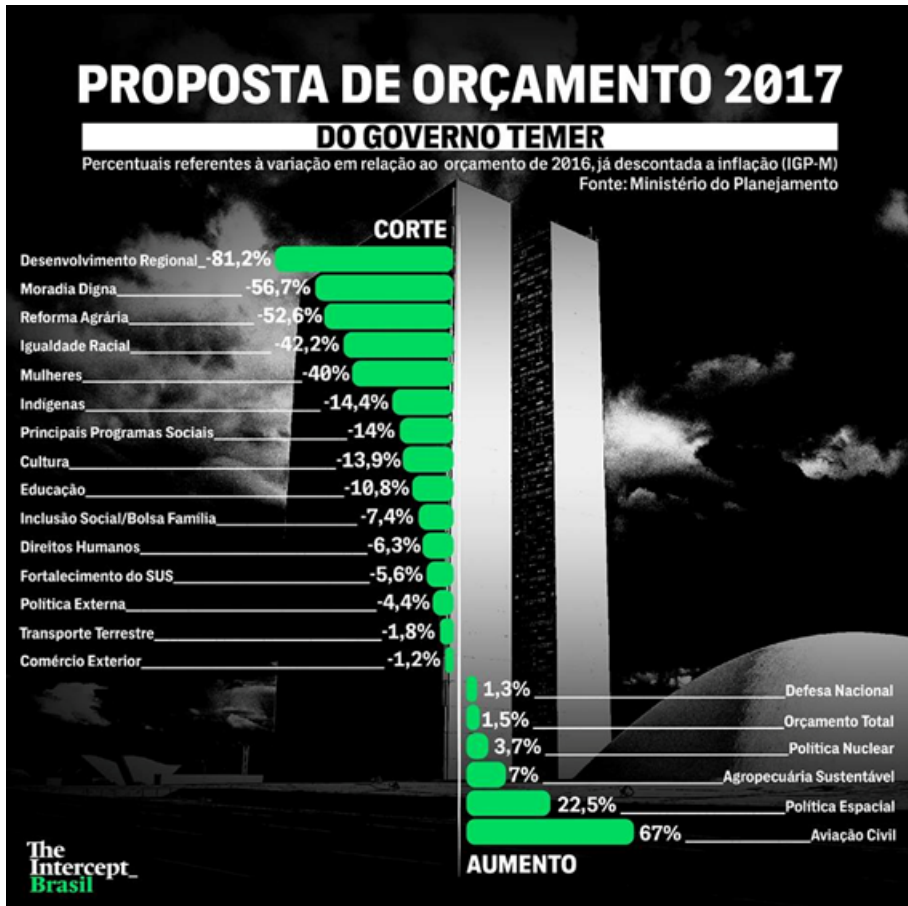 PROPOSTA DE ORÇAMENTO 2017
DO GOVERNO TEMER
Percentuais referentes à variação em relação ao orçamento de 2016, já descontada a inflação (IGP-M)
Fonte: Ministério do Planejamento
CORTE
Desenvolvimento Regional_-81,2%
Moradia Digna -56,7%
Reforma Agrária -52,6%
Igualdade Racial -42,2%
Mulheres -40%
Indígenas -14,4%
Principais Programas Sociais -14%
Cultura -13,9%
Educação -10,8%
Inclusão Social/Bolsa Família -7,4%
Direitos Humanos -6,3%
Fortalecimento do SUS -5,6%
Política Externa -4,4%
Transporte Terrestre -1,8%
Comércio Exterior -1,2%
1,3% Defesa Nacional
1,5% Orçamento Total
3,7% Política Nuclear
7% Agropecuária Sustentável
22,5% Política Espacial
67% Aviação Civil
AUMENTO
The
Intercept_
Brasil